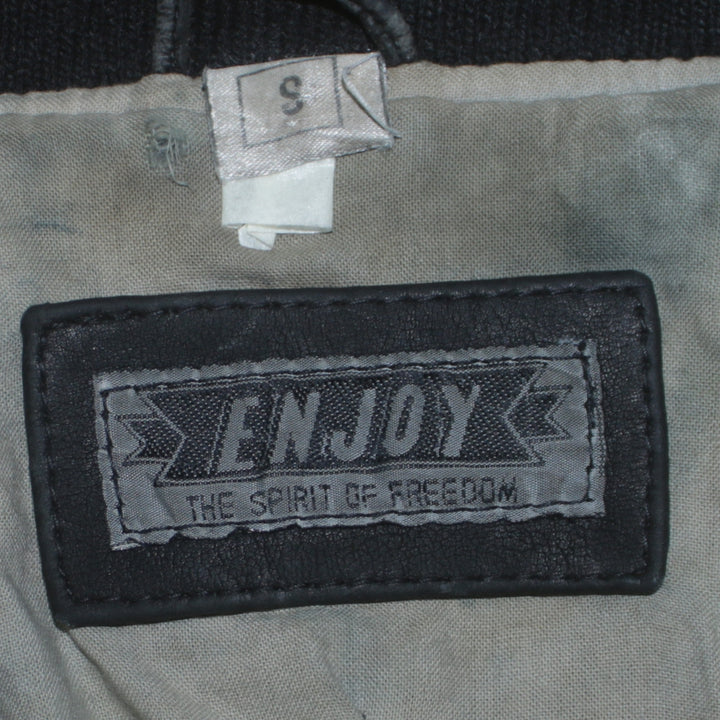 S
ENJOY
THE SPIRIT OF FREEDOM